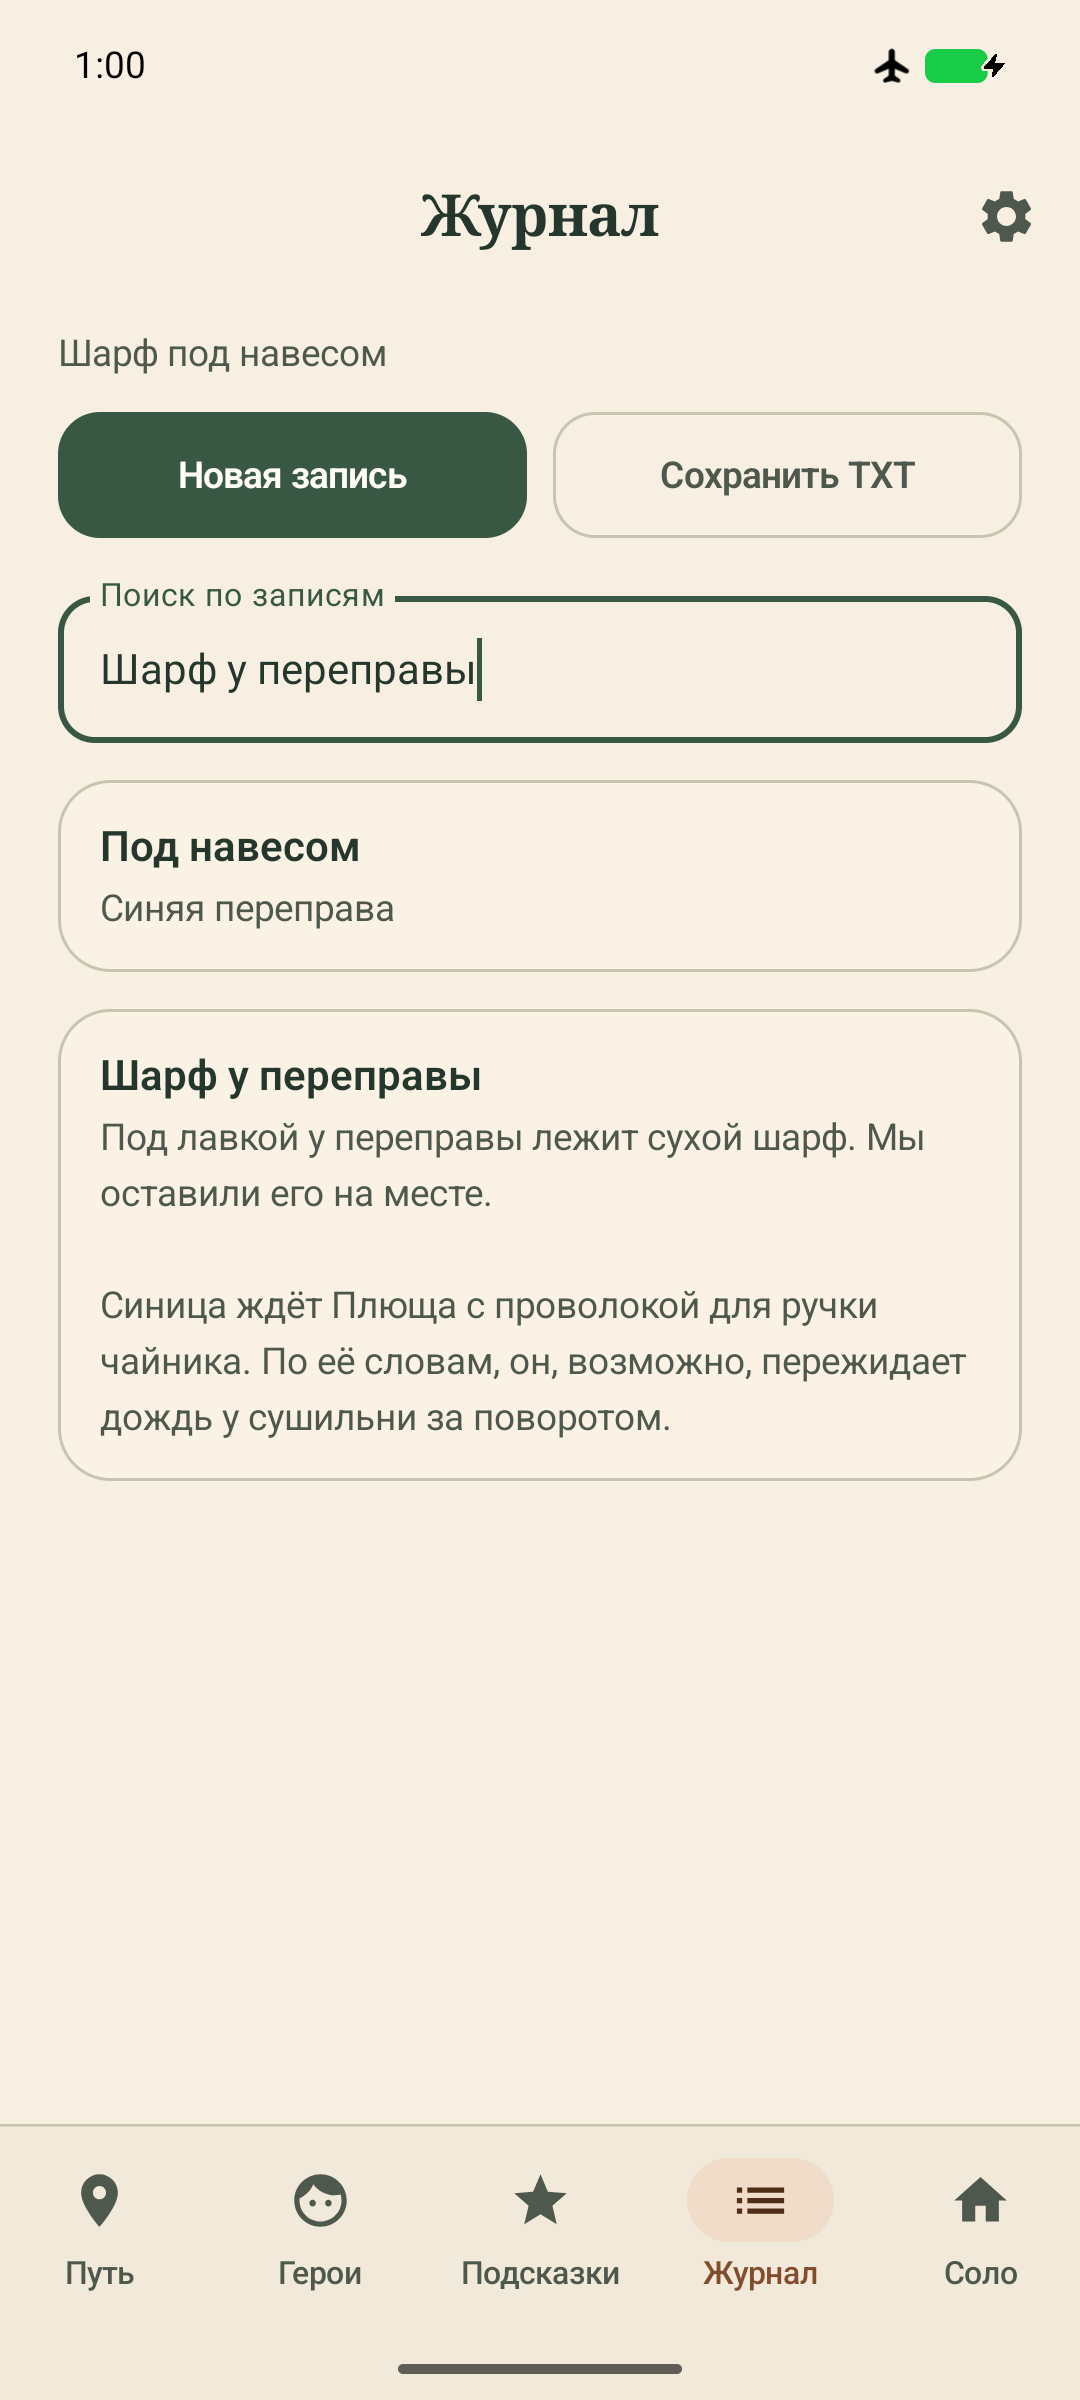 1:00
Журнал
Шарф под навесом
Новая запись
Сохранить TXT
Поиск по записям
Шарф у переправы
Под навесом
Синяя переправа
Шарф у переправы
Под лавкой у переправы лежит сухой шарф. Мы
оставили его на месте.
Синица ждёт Плюща с проволокой для ручки
чайника. По её словам, он, возможно, пережидает
дождь у сушильни за поворотом.
Путь
Герои
Подсказки
Журнал
Соло